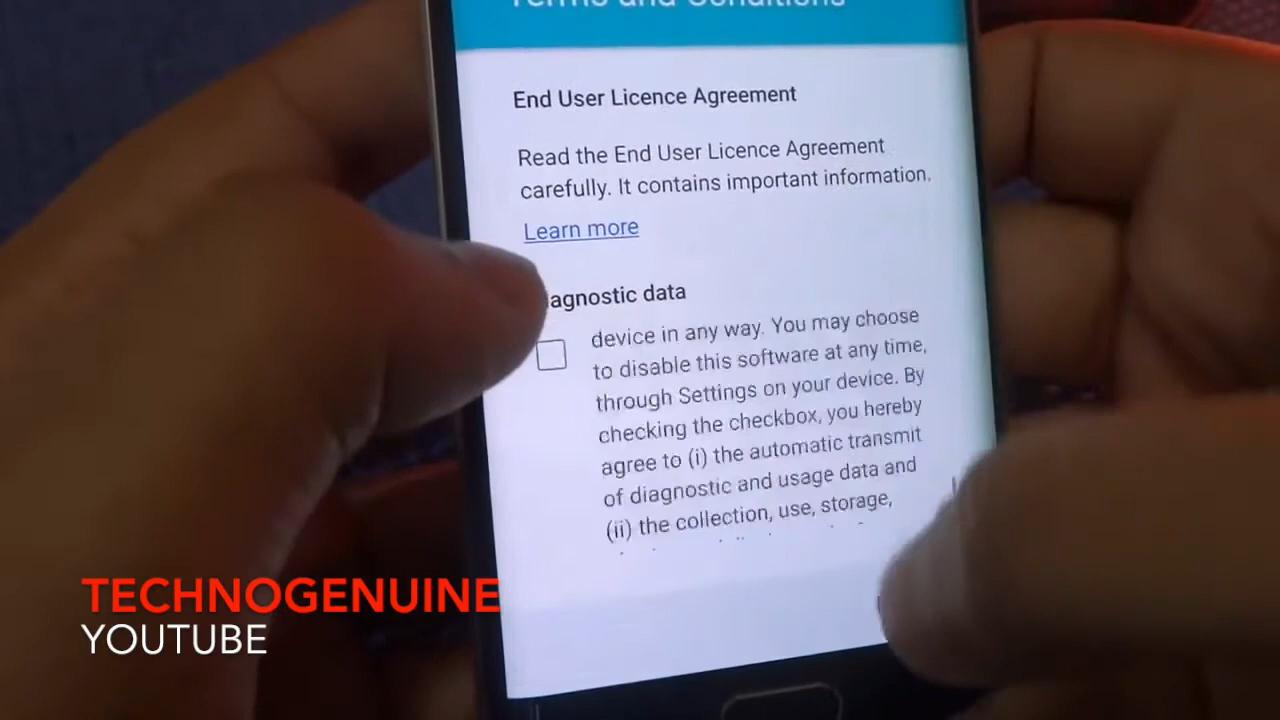 Terms and Conditions
End User Licence Agreement
Read the End User Licence Agreement
carefully. It contains important information.
Learn more
agnostic data
device in any way. You may choose
to disable this software at any time,
through Settings on your device. By
checking the checkbox, you hereby
agree to (i) the automatic transmit
of diagnostic and usage data and
(ii) the collection, use, storage,
TECHNOGENUINE
YOUTUBE